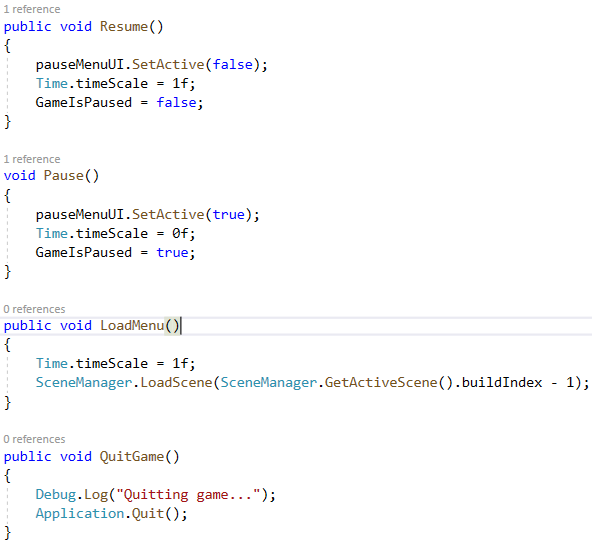 1 reference
public void Resume()
{
    pauseMenuUI.SetActive(false);
    Time.timeScale = 1f;
    GameIsPaused = false;
}
1 reference
void Pause()
{
    pauseMenuUI.SetActive(true);
    Time.timeScale = 0f;
    GameIsPaused = true;
}
0 references
public void LoadMenu()
{
    Time.timeScale = 1f;
    SceneManager.LoadScene(SceneManager.GetActiveScene().buildIndex - 1);
}
0 references
public void QuitGame()
{
    Debug.Log("Quitting game...");
    Application.Quit();
}